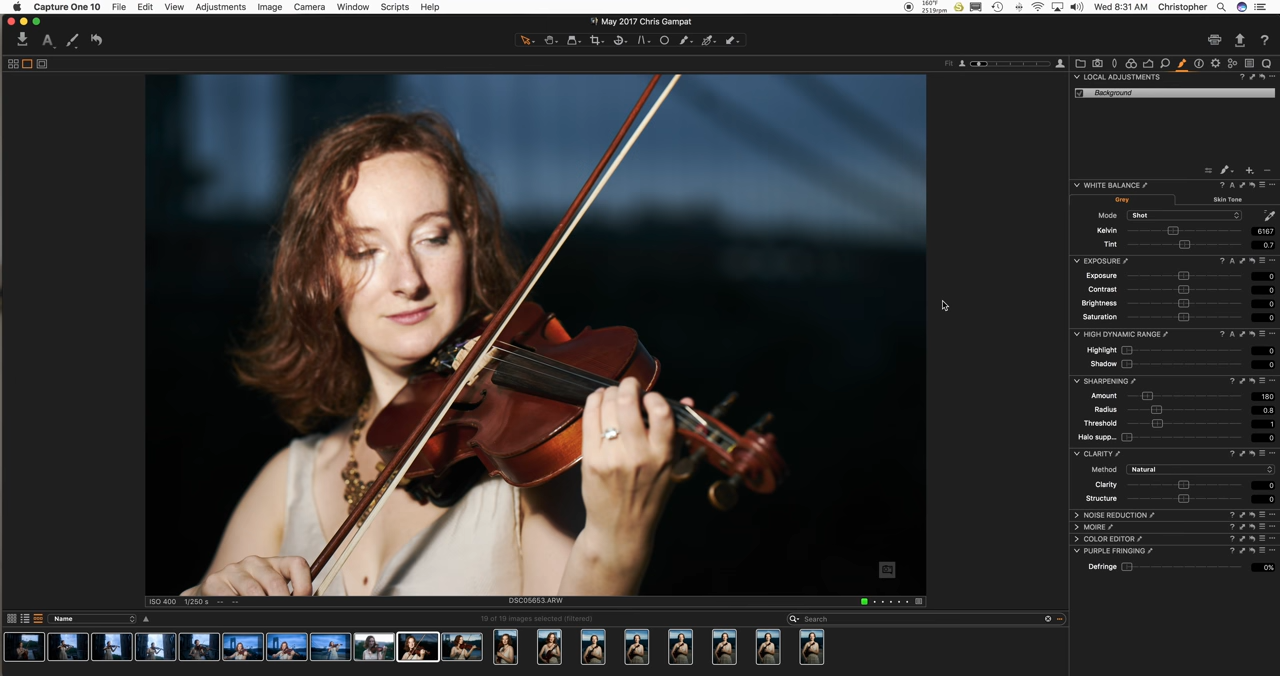 Capture One 10 File Edit View Adjustments Image Camera Window Scripts Help 160°F 2519rpm Wed 8:31 AM Christopher
May 2017 Chris Gampat
Fit
LOCAL ADJUSTMENTS ?
Background
WHITE BALANCE ? A
Grey Skin Tone
Mode Shot
Kelvin 6167
Tint 0.7
EXPOSURE ? A
Exposure 0
Contrast 0
Brightness 0
Saturation 0
HIGH DYNAMIC RANGE ? A
Highlight 0
Shadow 0
SHARPENING ?
Amount 180
Radius 0.8
Threshold 1
Halo supp... 0
CLARITY ?
Method Natural
Clarity 0
Structure 0
NOISE REDUCTION ?
MOIRE ?
COLOR EDITOR ?
PURPLE FRINGING ?
Defringe 0%
ISO 400 1/250 s -- -- DSC05653.ARW
Name 19 of 19 images selected (filtered) Search